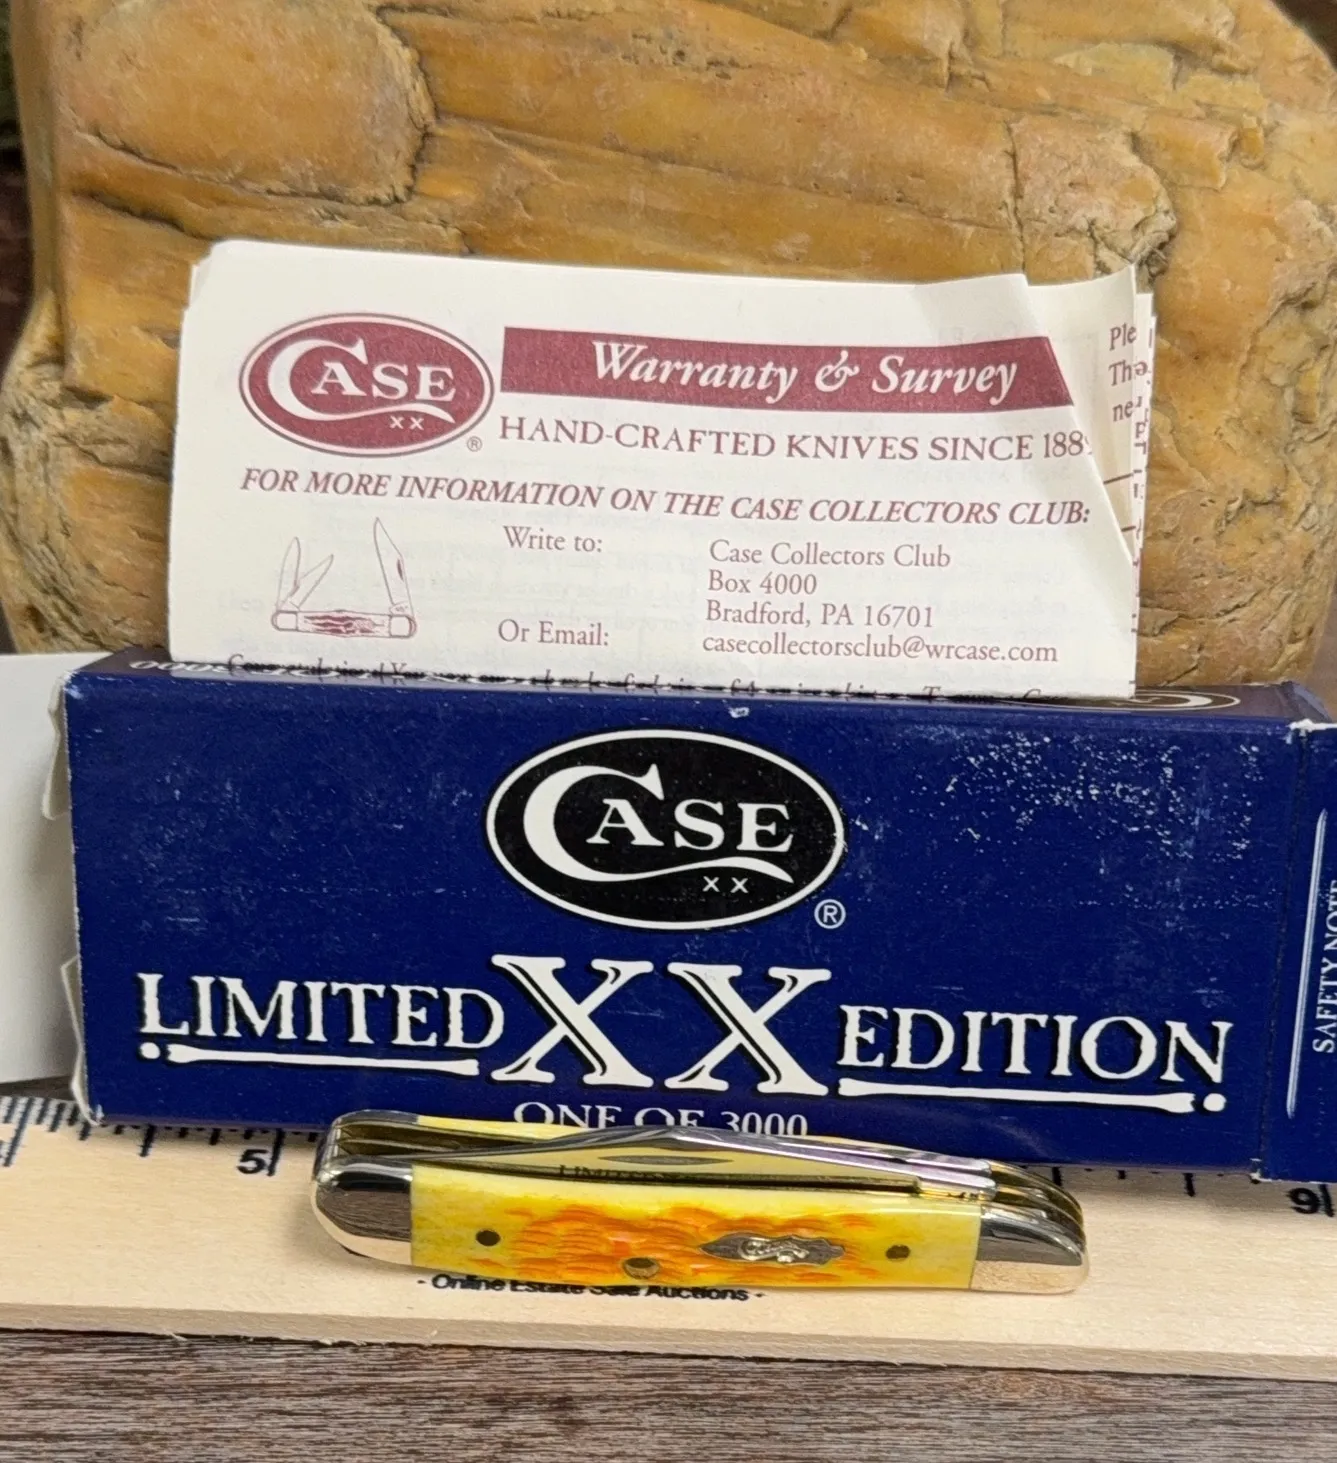 CASE
XX
®
Warranty & Survey
HAND-CRAFTED KNIVES SINCE 188
FOR MORE INFORMATION ON THE CASE COLLECTORS CLUB:
Write to:
Case Collectors Club
Box 4000
Bradford, PA 16701
Or Email:
casecollectorsclub@wrcase.com
Ple
ne
CASE
XX
®
LIMITED XX EDITION
ONE OF 3000
SAFETY NOTE
5
9
- Online Estate Sale Auctions -